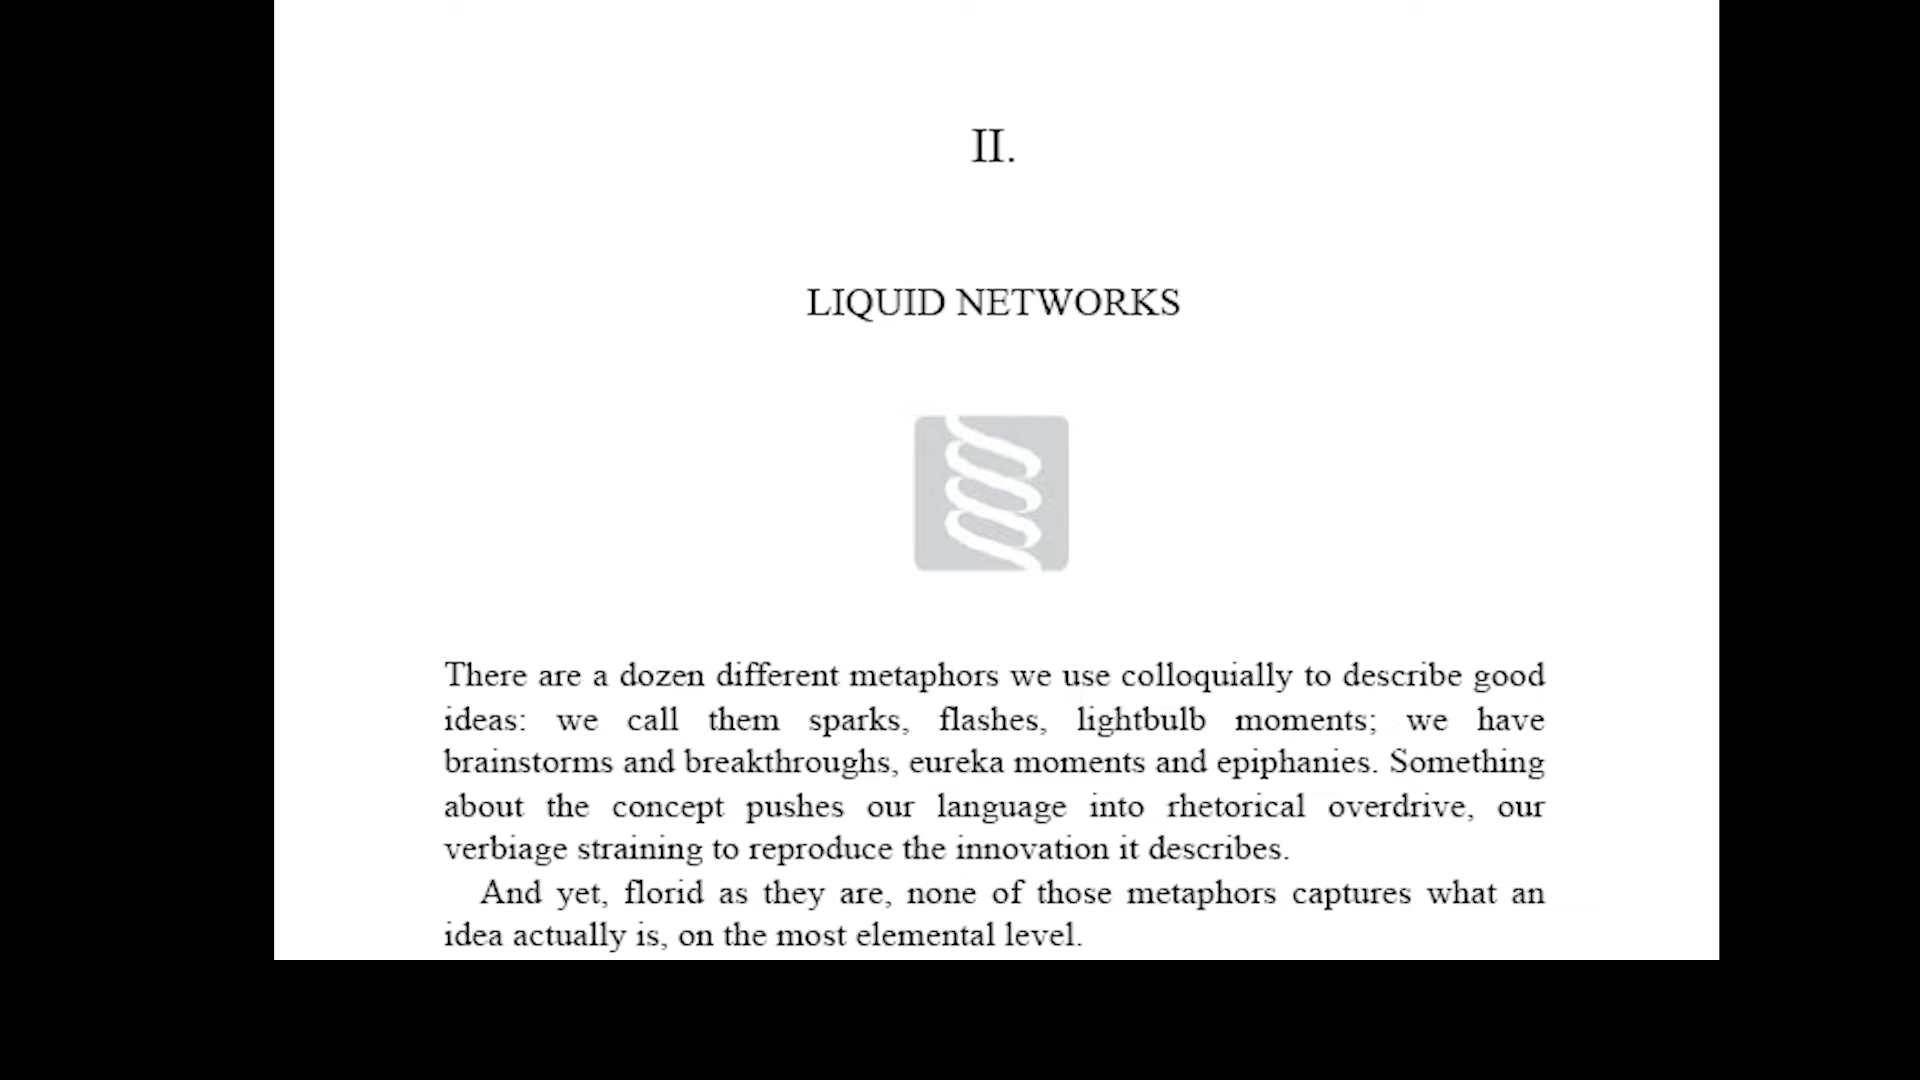 II.
LIQUID NETWORKS
There are a dozen different metaphors we use colloquially to describe good
ideas: we call them sparks, flashes, lightbulb moments; we have
brainstorms and breakthroughs, eureka moments and epiphanies. Something
about the concept pushes our language into rhetorical overdrive, our
verbiage straining to reproduce the innovation it describes.
And yet, florid as they are, none of those metaphors captures what an
idea actually is, on the most elemental level.